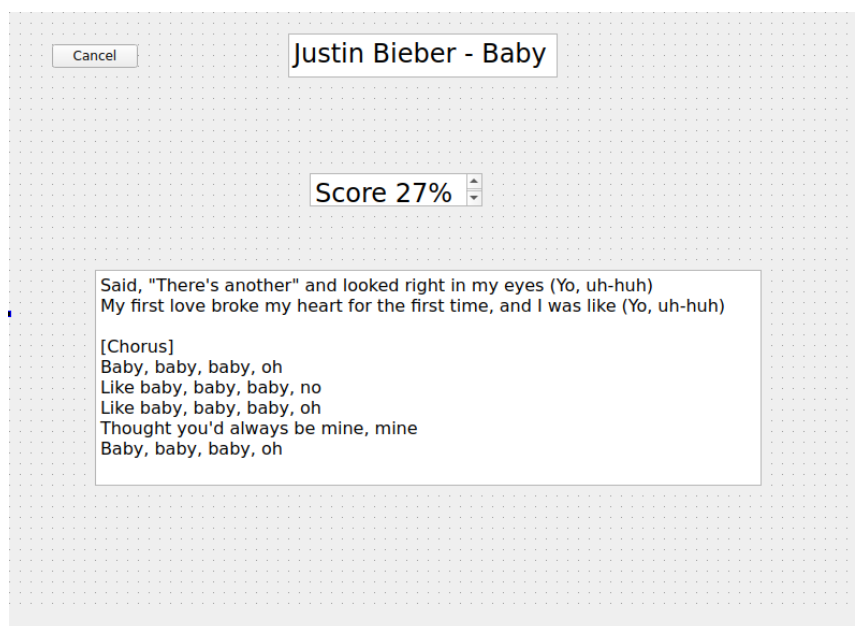 Cancel
Justin Bieber - Baby
Score 27%
Said, "There's another" and looked right in my eyes (Yo, uh-huh)
My first love broke my heart for the first time, and I was like (Yo, uh-huh)
[Chorus]
Baby, baby, baby, oh
Like baby, baby, baby, no
Like baby, baby, baby, oh
Thought you'd always be mine, mine
Baby, baby, baby, oh